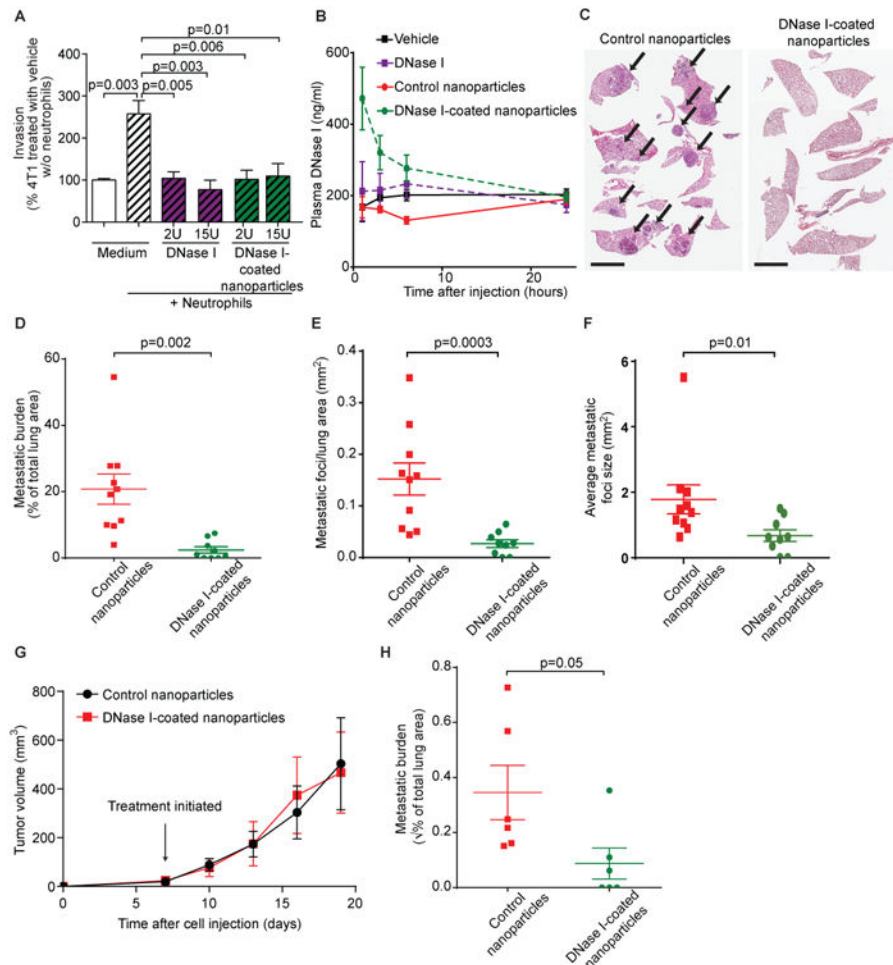 A
p=0.01
p=0.006
p=0.003
p=0.003
p=0.005
Invasion
(% 4T1 treated with vehicle
w/o neutrophils)
400
300
200
100
0
2U 15U 2U 15U
Medium
DNase I
DNase I-
coated
nanoparticles
+ Neutrophils
B
Vehicle
DNase I
Control nanoparticles
DNase I-coated nanoparticles
Plasma DNase I (ng/ml)
600
400
200
0
0 10 20
Time after injection (hours)
C
Control nanoparticles
DNase I-coated
nanoparticles
D
p=0.002
Metastatic burden
(% of total lung area)
60
40
20
0
Control
nanoparticles
DNase I-coated
nanoparticles
E
p=0.0003
Metastatic foci/lung area (mm²)
0.4
0.3
0.2
0.1
0.0
Control
nanoparticles
DNase I-coated
nanoparticles
F
p=0.01
Average metastatic
foci size (mm²)
6
4
2
0
Control
nanoparticles
DNase I-coated
nanoparticles
G
Control nanoparticles
DNase I-coated nanoparticles
Treatment initiated
Tumor volume (mm³)
800
600
400
200
0
0 5 10 15 20
Time after cell injection (days)
H
p=0.05
Metastatic burden
(√% of total lung area)
0.8
0.6
0.4
0.2
0.0
Control
nanoparticles
DNase I-coated
nanoparticles